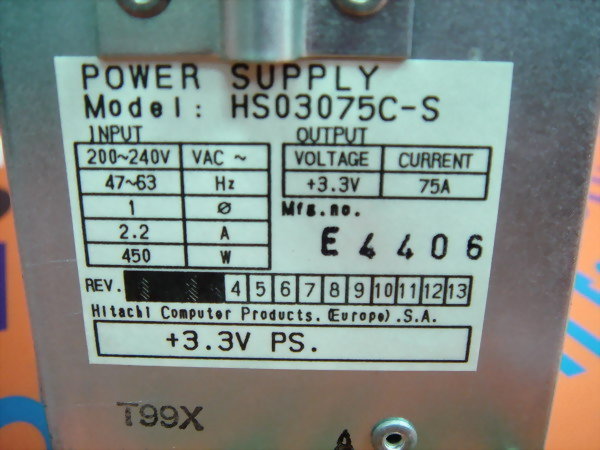 POWER SUPPLY
Model: HS03075C-S
INPUT
200~240V VAC ~
47~63 Hz
1 Ø
2.2 A
450 W
OUTPUT
VOLTAGE CURRENT
+3.3V 75A
Mfg.no.
E4406
REV. 4 5 6 7 8 9 10 11 12 13
Hitachi Computer Products. (Europe).S.A.
+3.3V PS.
T99X